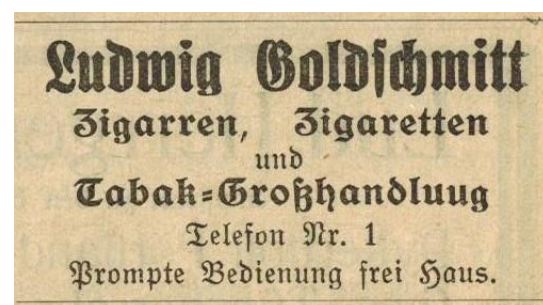 Ludwig Goldschmitt
Zigarren, Zigaretten
und
Tabak=Großhandluug
Telefon Nr. 1
Prompte Bedienung frei Haus.